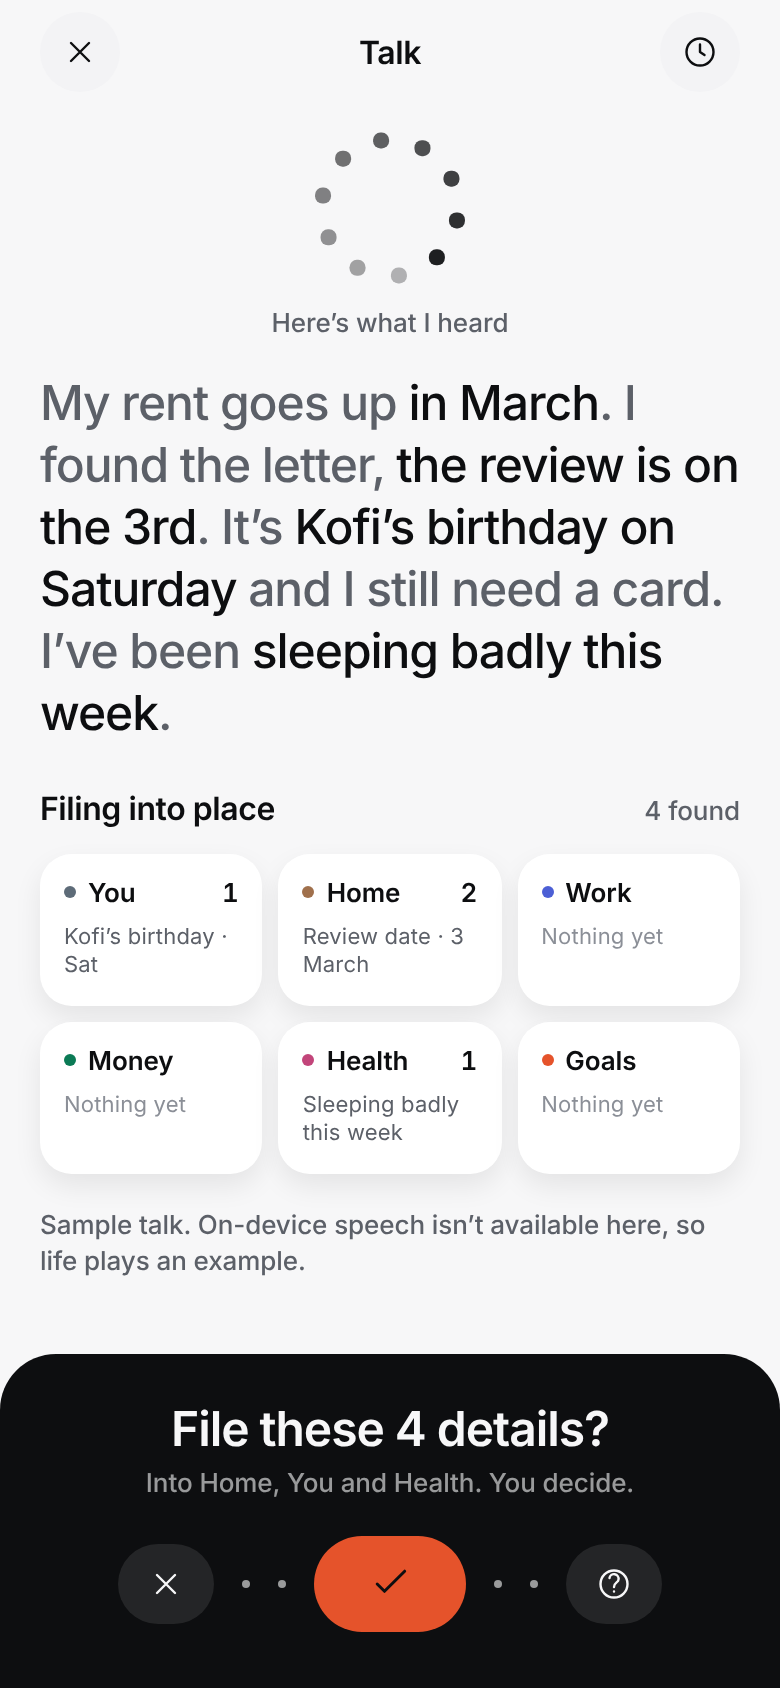 Talk
Here’s what I heard
My rent goes up in March. I
found the letter, the review is on
the 3rd. It’s Kofi’s birthday on
Saturday and I still need a card.
I’ve been sleeping badly this
week.
Filing into place
4 found
You 1
Kofi’s birthday ·
Sat
Home 2
Review date · 3
March
Work
Nothing yet
Money
Nothing yet
Health 1
Sleeping badly
this week
Goals
Nothing yet
Sample talk. On-device speech isn’t available here, so
life plays an example.
File these 4 details?
Into Home, You and Health. You decide.